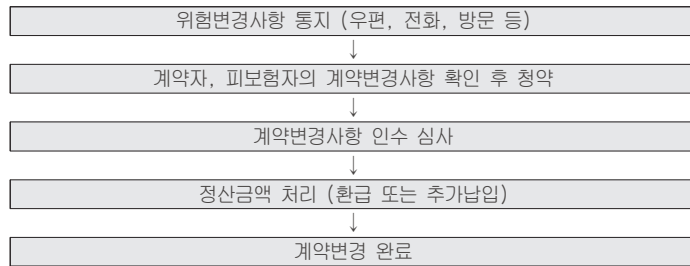 위험변경사항 통지 (우편, 전화, 방문 등)
↓
계약자, 피보험자의 계약변경사항 확인 후 청약
↓
계약변경사항 인수 심사
↓
정산금액 처리 (환급 또는 추가납입)
↓
계약변경 완료